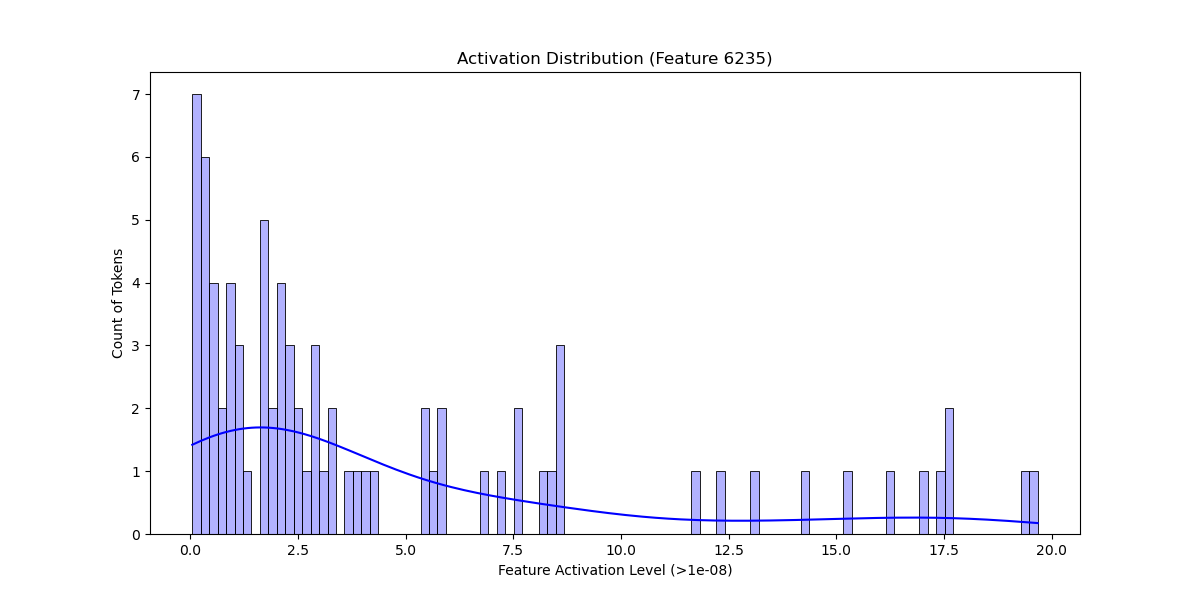 Activation Distribution (Feature 6235)
7
6
5
4
3
2
1
0
Count of Tokens
0.0 2.5 5.0 7.5 10.0 12.5 15.0 17.5 20.0
Feature Activation Level (>1e-08)